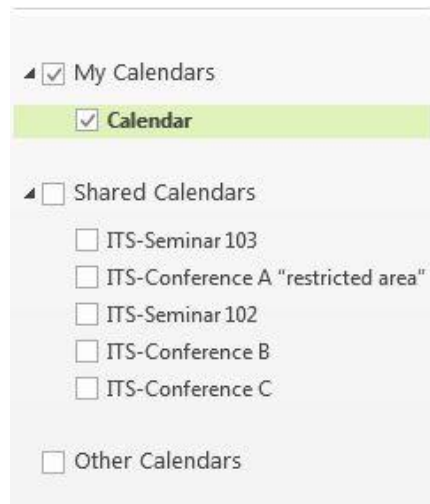 My Calendars
Calendar
Shared Calendars
ITS-Seminar 103
ITS-Conference A "restricted area"
ITS-Seminar 102
ITS-Conference B
ITS-Conference C
Other Calendars